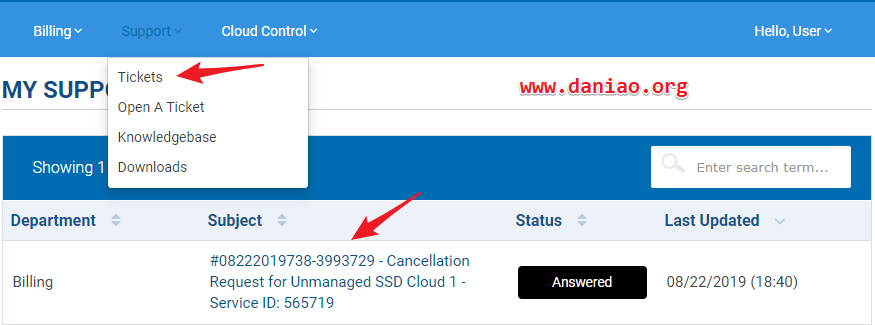 Billing Support Cloud Control Hello, User
Tickets
Open A Ticket
Knowledgebase
Downloads
MY SUPPO
www.daniao.org
Showing 1
Enter search term...
Department Subject Status Last Updated
Billing
#08222019738-3993729 - Cancellation
Request for Unmanaged SSD Cloud 1 -
Service ID: 565719
Answered
08/22/2019 (18:40)